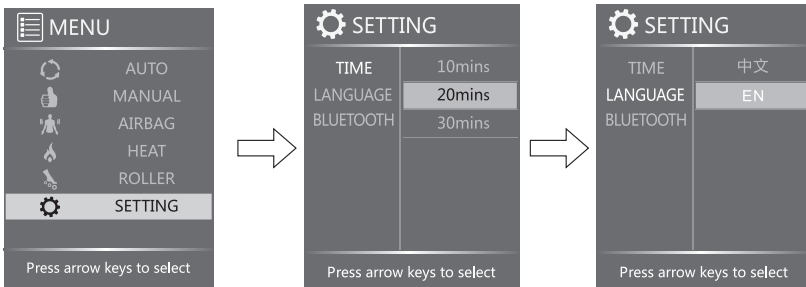 MENU
AUTO
MANUAL
AIRBAG
HEAT
ROLLER
SETTING
Press arrow keys to select
SETTING
TIME 10mins
LANGUAGE 20mins
BLUETOOTH 30mins
Press arrow keys to select
SETTING
TIME 中文
LANGUAGE EN
BLUETOOTH
Press arrow keys to select